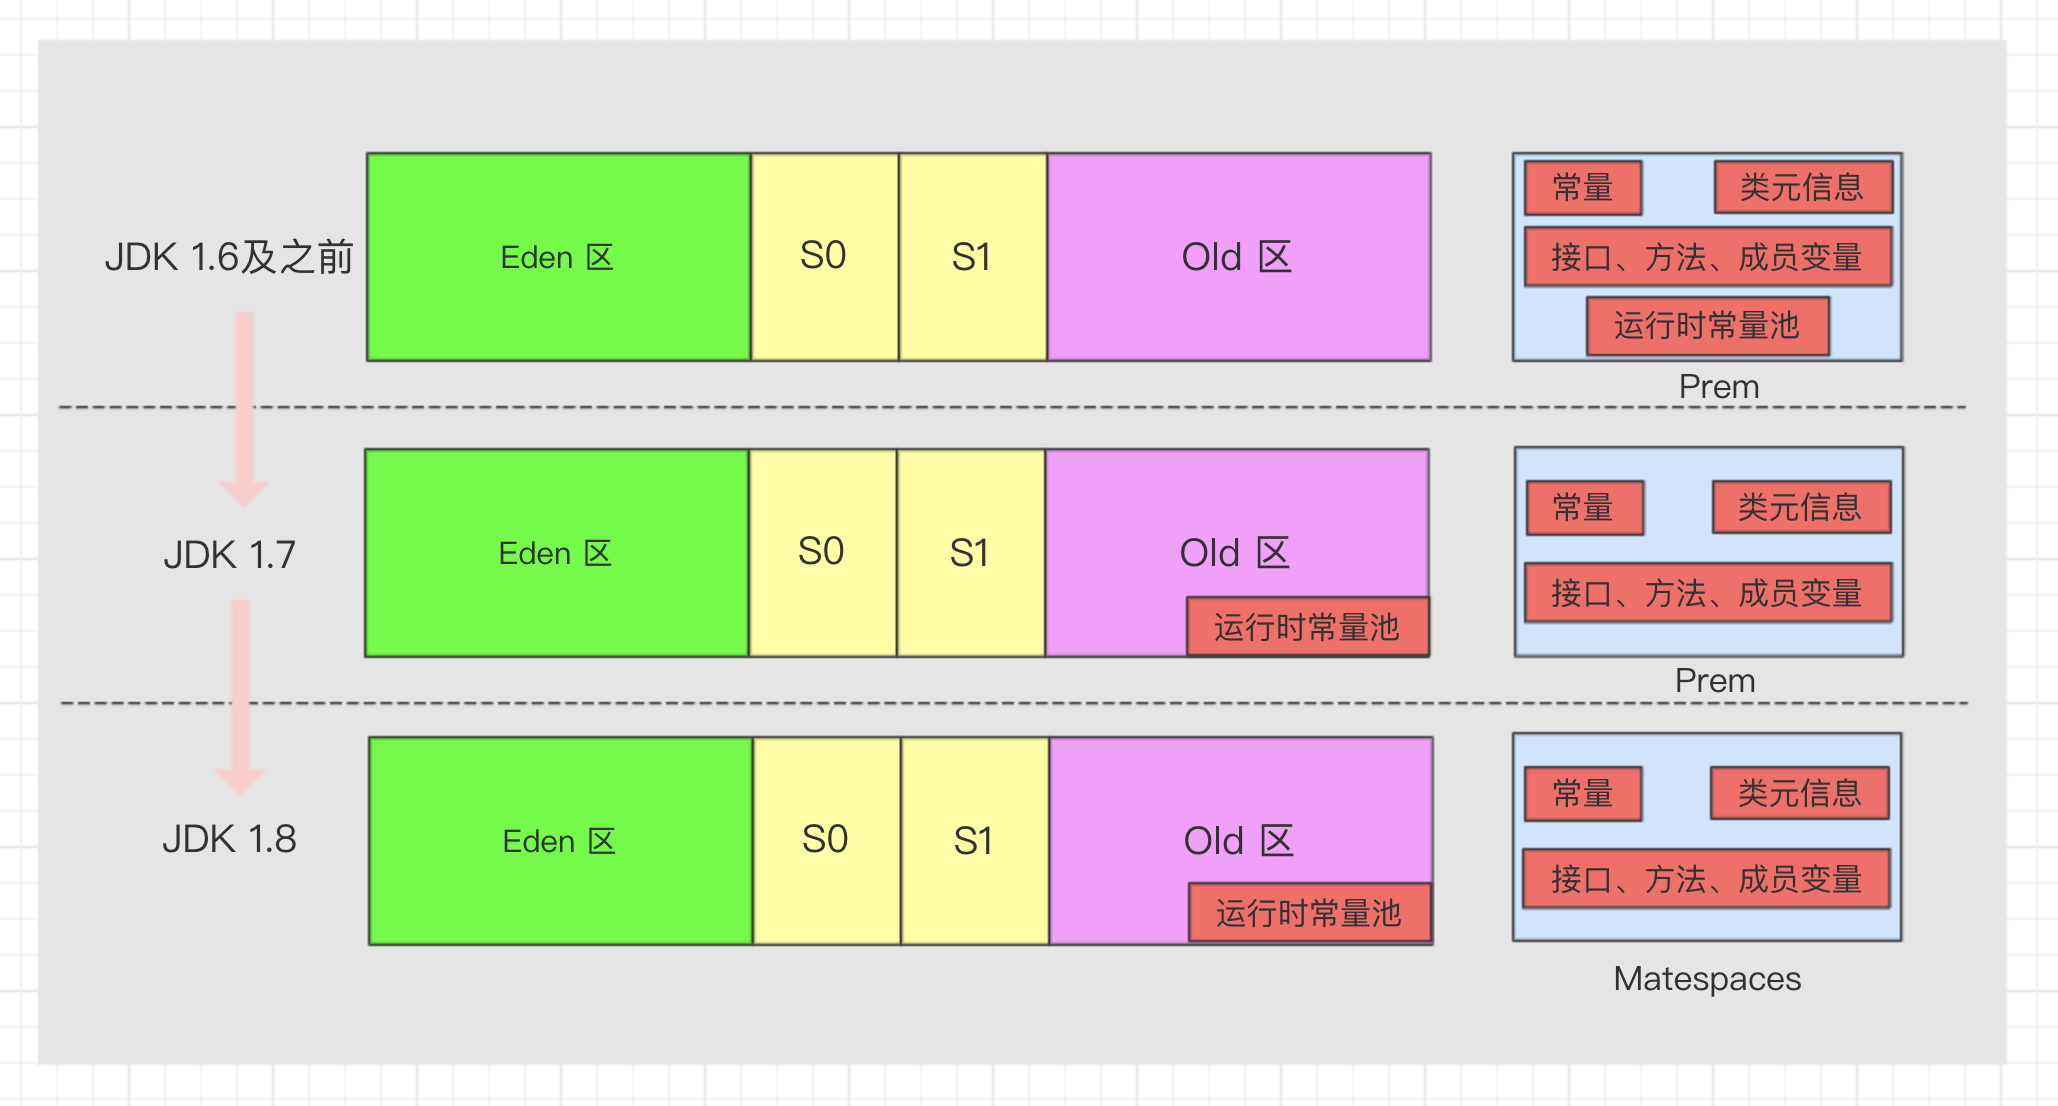 常量
类元信息
JDK 1.6及之前
Eden 区
S0
S1
Old 区
接口、方法、成员变量
运行时常量池
Prem
JDK 1.7
Eden 区
S0
S1
Old 区
运行时常量池
常量
类元信息
接口、方法、成员变量
Prem
JDK 1.8
Eden 区
S0
S1
Old 区
运行时常量池
常量
类元信息
接口、方法、成员变量
Matespaces